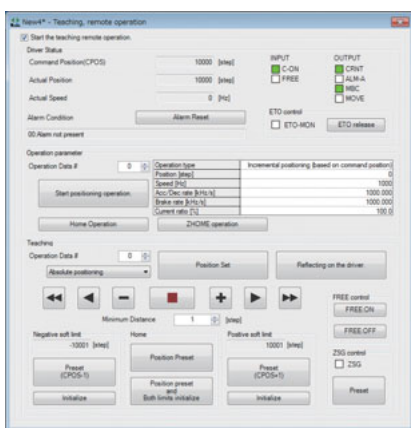 New4* - Teaching, remote operation
Start the teaching remote operation.
Driver Status
Command Position(CPOS) 10000 [step]
Actual Position 10000 [step]
Actual Speed 0 [Hz]
Alarm Condition Alarm Reset
00:Alarm not present
INPUT
C-ON
FREE
OUTPUT
CRNT
ALM-A
MBC
MOVE
ETO control
ETO-MON ETO release
Operation parameter
Operation Data # 0
Start positioning operation.
Operation type Incremental positioning (based on command position)
Position [step] 0
Speed [Hz] 1000
Acc/Dec rate [kHz/s] 1000.000
Brake rate [kHz/s] 1000.000
Current ratio [%] 100.0
Home Operation ZHOME operation
Teaching
Operation Data # 0
Absolute positioning
Position Set Reflecting on the driver.
Minimum Distance 1 [step]
Negative soft limit
-10001 [step]
Preset
(CPOS-1)
Initialize
Home
Position Preset
Position preset
and
Both limits initialize
Positive soft limit
10001 [step]
Preset
(CPOS+1)
Initialize
FREE control
FREE:ON
FREE:OFF
ZSG control
ZSG
Preset